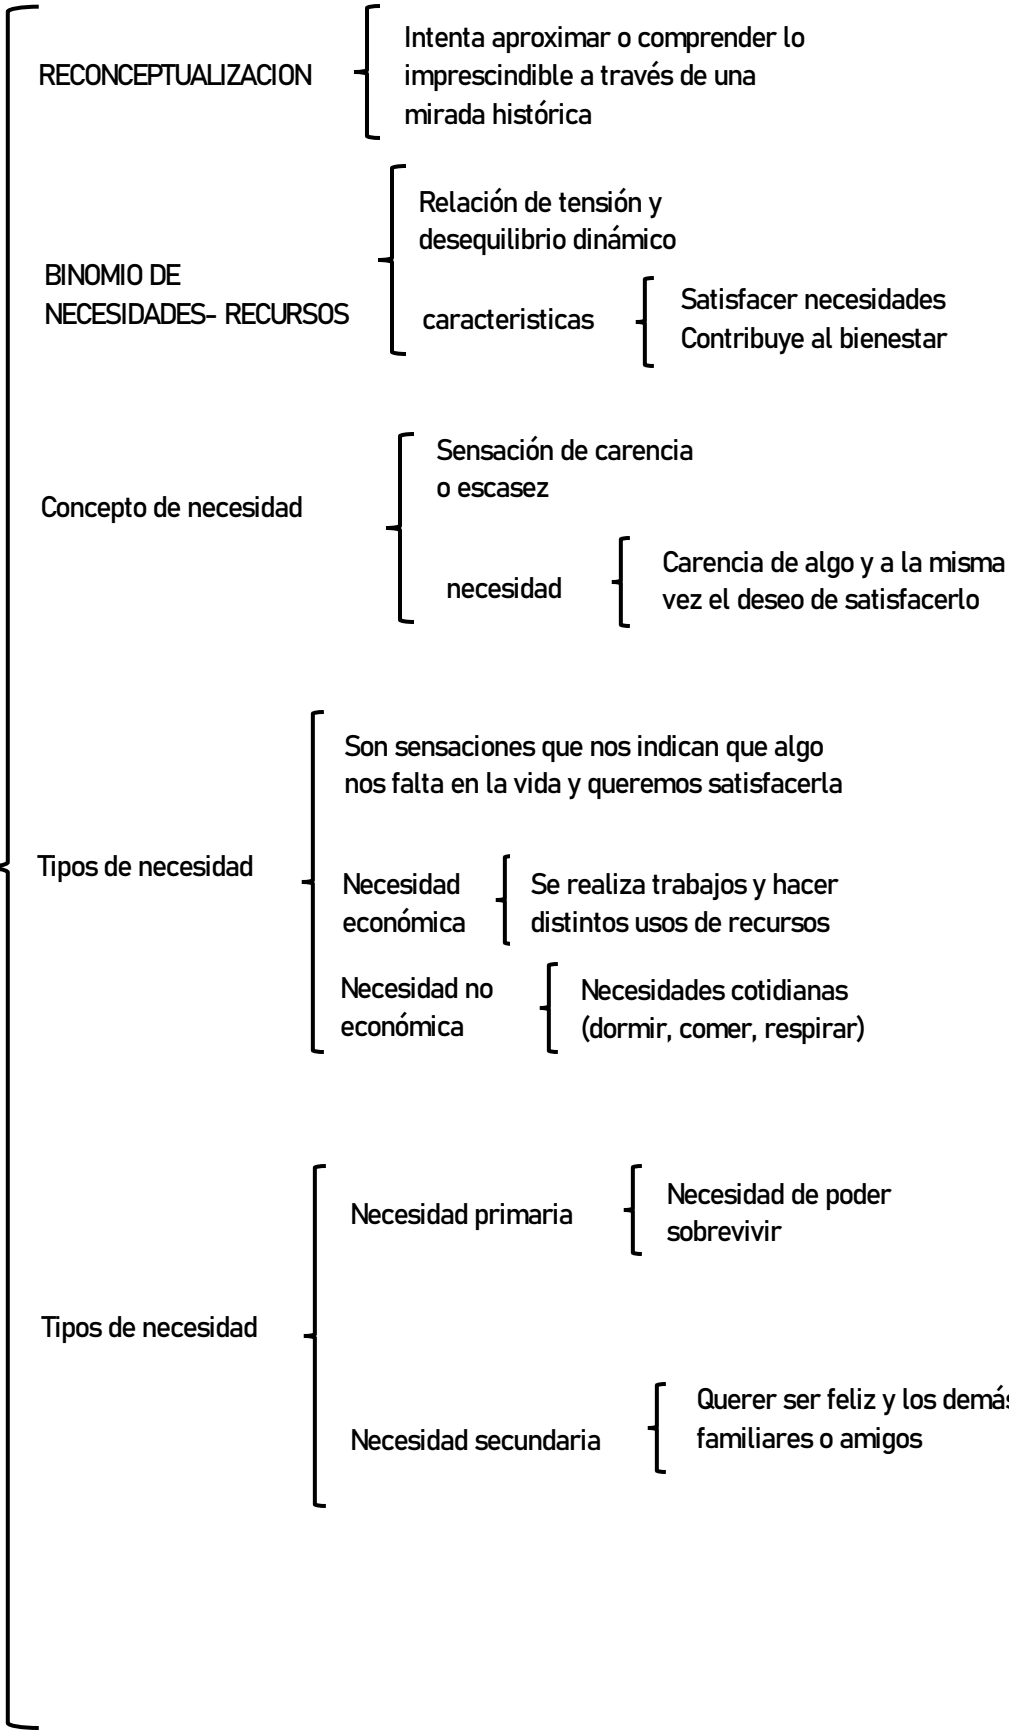 RECONCEPTUALIZACION
Intenta aproximar o comprender lo
imprescindible a través de una
mirada histórica
BINOMIO DE
NECESIDADES- RECURSOS
Relación de tensión y
desequilibrio dinámico
caracteristicas
Satisfacer necesidades
Contribuye al bienestar
Concepto de necesidad
Sensación de carencia
o escasez
necesidad
Carencia de algo y a la misma
vez el deseo de satisfacerlo
Tipos de necesidad
Son sensaciones que nos indican que algo
nos falta en la vida y queremos satisfacerla
Necesidad
económica
Se realiza trabajos y hacer
distintos usos de recursos
Necesidad no
económica
Necesidades cotidianas
(dormir, comer, respirar)
Tipos de necesidad
Necesidad primaria
Necesidad de poder
sobrevivir
Necesidad secundaria
Querer ser feliz y los demás
familiares o amigos